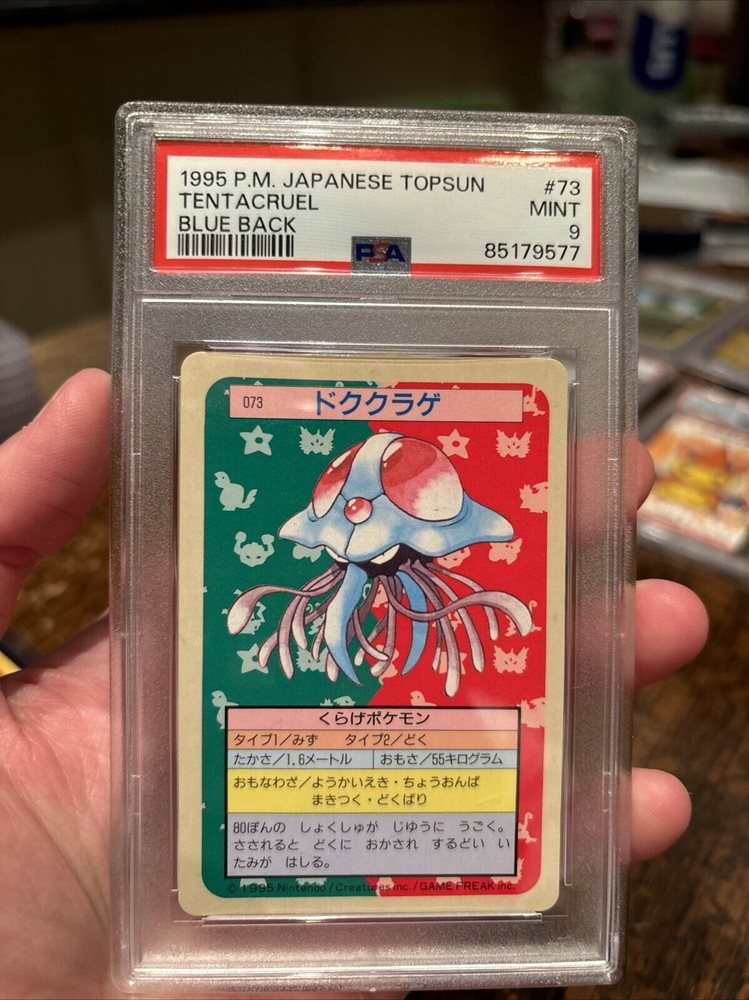 1995 P.M. JAPANESE TOPSUN #73
TENTACRUEL MINT
BLUE BACK 9
PSA 85179577
073 ドククラゲ
くらげポケモン
タイプ1/みず タイプ2/どく
たかさ/1.6メートル おもさ/55キログラム
おもなわざ/ようかいえき・ちょうおんぱ
まきつく・どくばり
80ぽんの しょくしゅが じゆうに うごく。
さされると どくに おかされ するどい い
たみが はしる。
© 1995 Nintendo/Creatures inc./GAME FREAK inc.